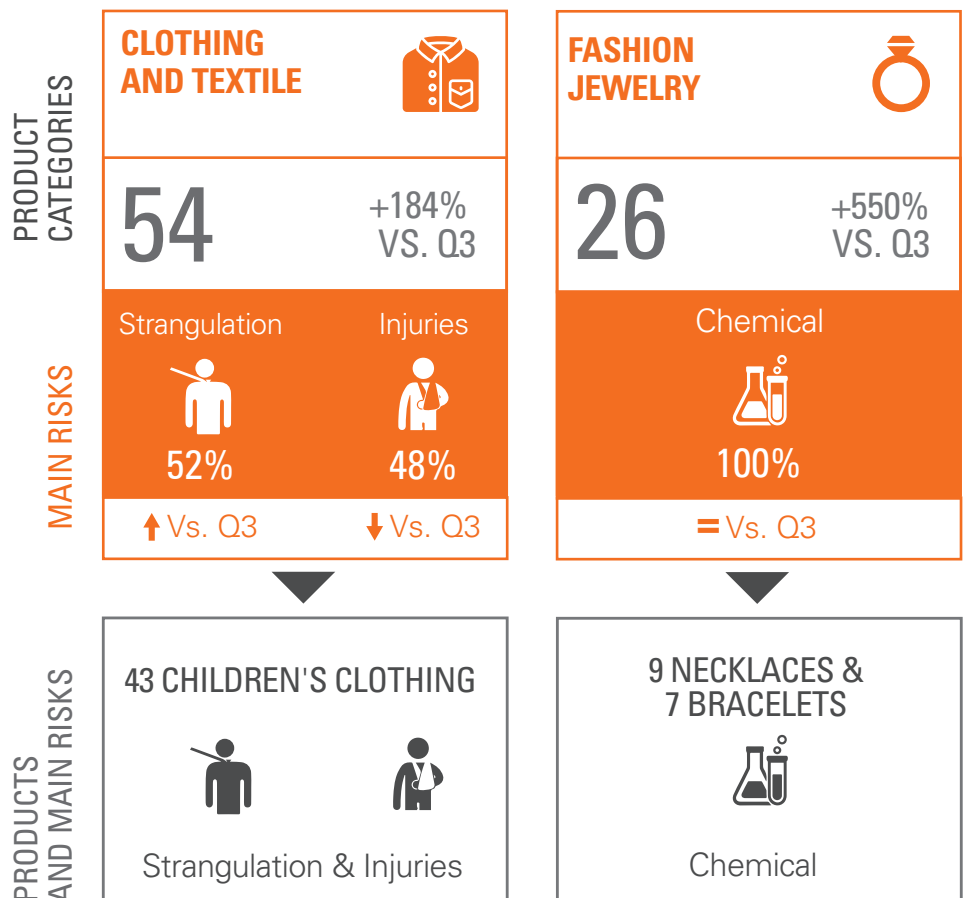 PRODUCT
CATEGORIES
CLOTHING
AND TEXTILE
54
+184%
VS. Q3
FASHION
JEWELRY
26
+550%
VS. Q3
MAIN RISKS
Strangulation
52%
Vs. Q3
Injuries
48%
Vs. Q3
Chemical
100%
= Vs. Q3
PRODUCTS
AND MAIN RISKS
43 CHILDREN'S CLOTHING
Strangulation & Injuries
9 NECKLACES &
7 BRACELETS
Chemical